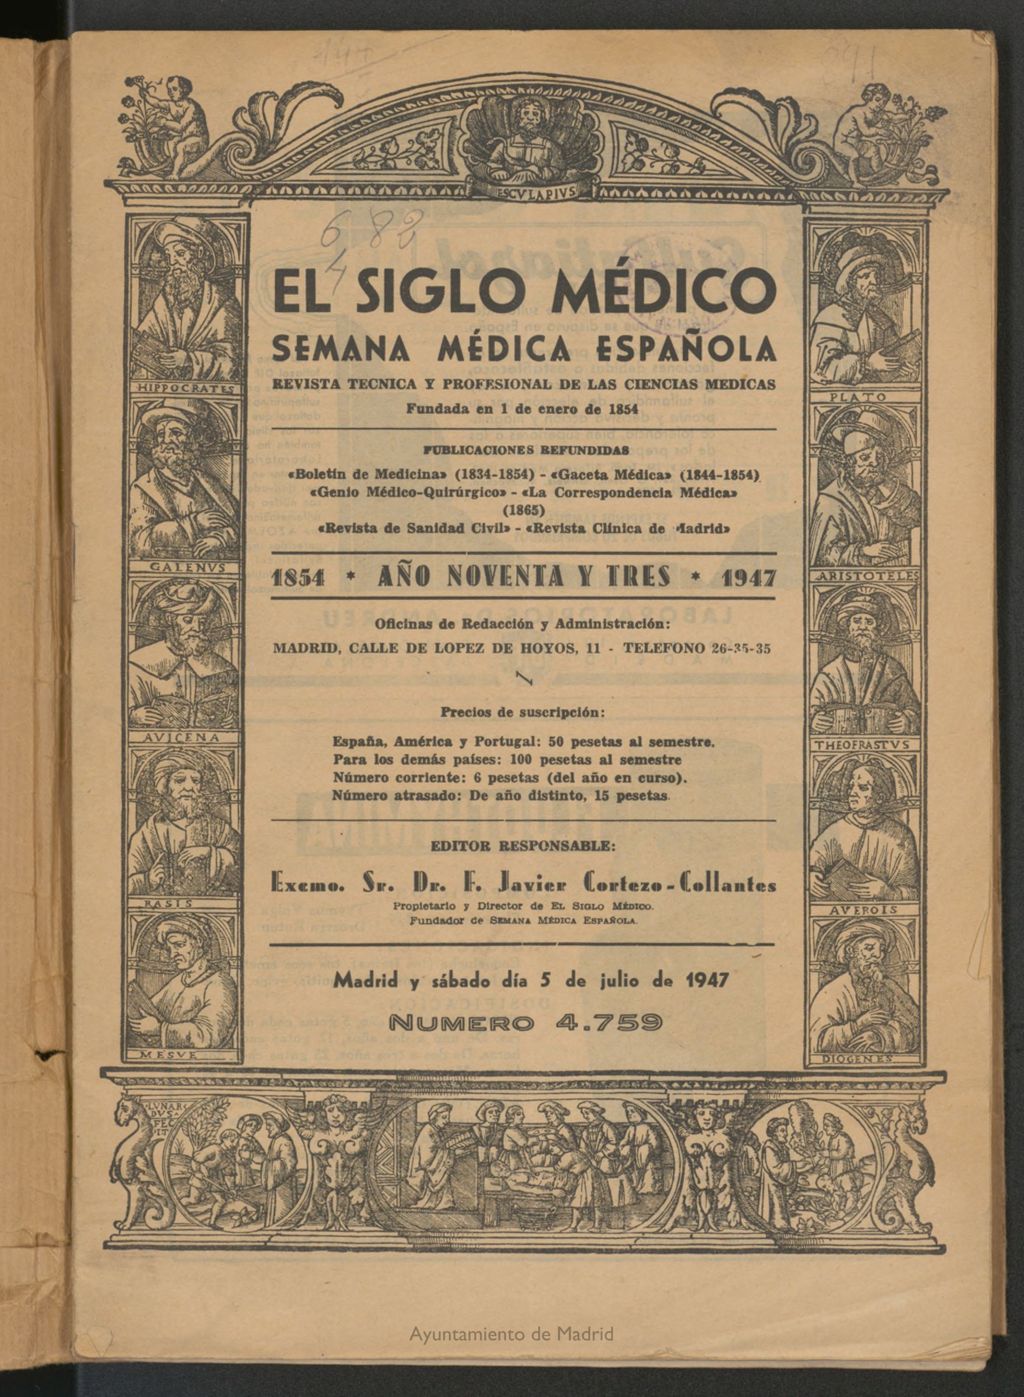 682
4
ESCVLAPIVS
EL SIGLO MÉDICO
SEMANA MÉDICA ESPAÑOLA
REVISTA TECNICA Y PROFESIONAL DE LAS CIENCIAS MEDICAS
Fundada en 1 de enero de 1854
PUBLICACIONES REFUNDIDAS
«Boletín de Medicina» (1834-1854) - «Gaceta Médica» (1844-1854)
«Genio Médico-Quirúrgico» - «La Correspondencia Médica»
(1865)
«Revista de Sanidad Civil» - «Revista Clínica de Madrid»
1854 * AÑO NOVENTA Y TRES * 1947
Oficinas de Redacción y Administración:
MADRID, CALLE DE LOPEZ DE HOYOS, 11 - TELEFONO 26-35-35
Precios de suscripción:
España, América y Portugal: 50 pesetas al semestre.
Para los demás países: 100 pesetas al semestre
Número corriente: 6 pesetas (del año en curso).
Número atrasado: De año distinto, 15 pesetas.
EDITOR RESPONSABLE:
Excmo. Sr. Dr. F. Javier Cortezo-Collantes
Propietario y Director de EL SIGLO MÉDICO.
Fundador de SEMANA MÉDICA ESPAÑOLA.
Madrid y sábado día 5 de julio de 1947
NUMERO 4.759
HIPPOCRATES
GALENVS
AVICENA
RASIS
MESVE
PLATO
ARISTOTELES
THEOFRASTVS
AVEROIS
DIOGENES
Ayuntamiento de Madrid